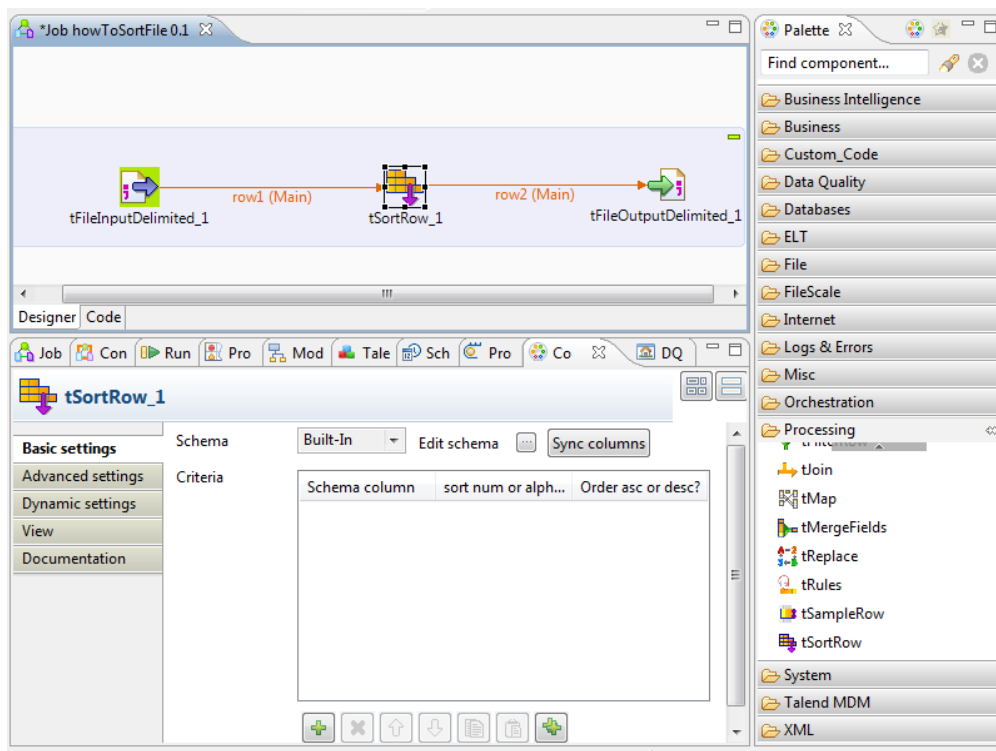 *Job howToSortFile 0.1
row1 (Main)
row2 (Main)
tFileInputDelimited_1
tSortRow_1
tFileOutputDelimited_1
Designer Code
Job Con Run Pro Mod Tale Sch Pro Co DQ
tSortRow_1
Basic settings
Advanced settings
Dynamic settings
View
Documentation
Schema Built-In Edit schema ... Sync columns
Criteria
Schema column sort num or alph... Order asc or desc?
Palette
Find component...
Business Intelligence
Business
Custom_Code
Data Quality
Databases
ELT
File
FileScale
Internet
Logs & Errors
Misc
Orchestration
Processing
tJoin
tMap
tMergeFields
tReplace
tRules
tSampleRow
tSortRow
System
Talend MDM
XML